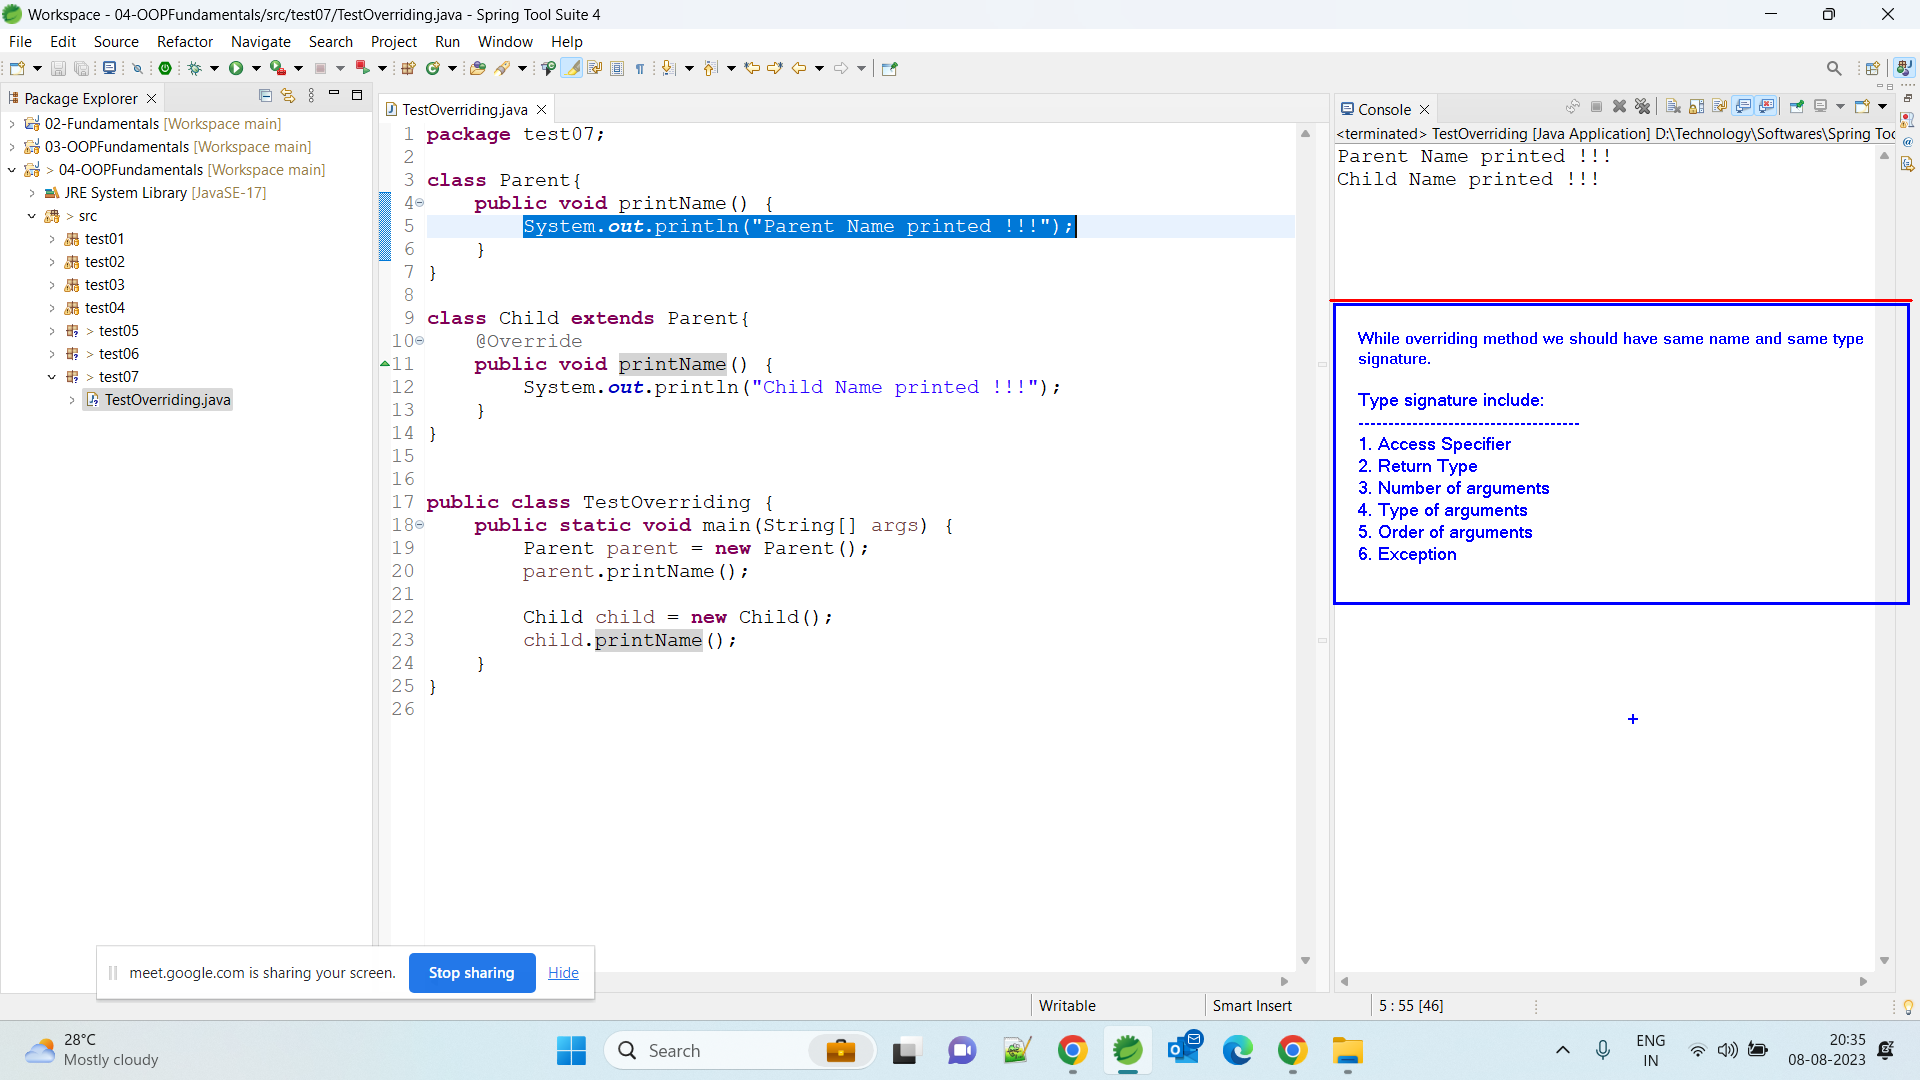 Workspace - 04-OOPFundamentals/src/test07/TestOverriding.java - Spring Tool Suite 4
File Edit Source Refactor Navigate Search Project Run Window Help
Package Explorer
02-Fundamentals [Workspace main]
03-OOPFundamentals [Workspace main]
> 04-OOPFundamentals [Workspace main]
JRE System Library [JavaSE-17]
> src
test01
test02
test03
test04
> test05
> test06
> test07
TestOverriding.java
TestOverriding.java
1 package test07;
2
3 class Parent{
4 public void printName() {
5 System.out.println("Parent Name printed !!!");
6 }
7 }
8
9 class Child extends Parent{
10 @Override
11 public void printName() {
12 System.out.println("Child Name printed !!!");
13 }
14 }
15
16
17 public class TestOverriding {
18 public static void main(String[] args) {
19 Parent parent = new Parent();
20 parent.printName();
21
22 Child child = new Child();
23 child.printName();
24 }
25 }
26
Console
<terminated> TestOverriding [Java Application] D:\Technology\Softwares\Spring Too
Parent Name printed !!!
Child Name printed !!!
While overriding method we should have same name and same type
signature.
Type signature include:
-------------------------------------
1. Access Specifier
2. Return Type
3. Number of arguments
4. Type of arguments
5. Order of arguments
6. Exception
meet.google.com is sharing your screen. Stop sharing Hide
Writable Smart Insert 5 : 55 [46]
28°C
Mostly cloudy
Search
ENG
IN
20:35
08-08-2023